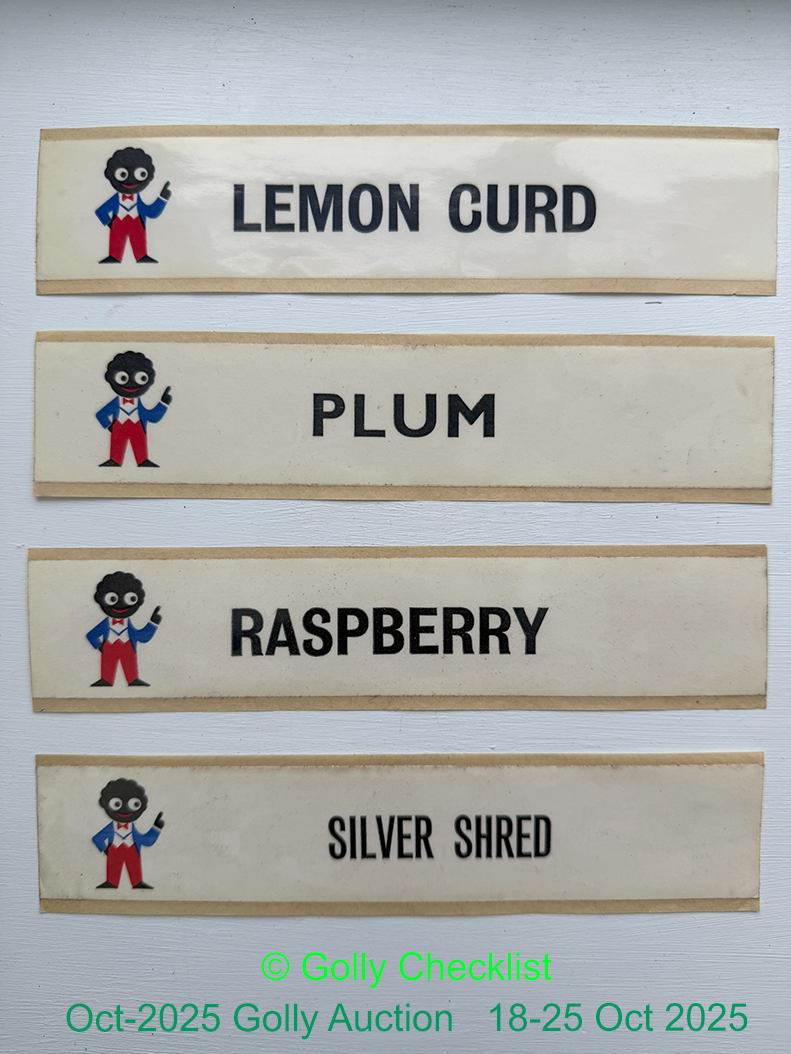 LEMON CURD
PLUM
RASPBERRY
SILVER SHRED
© Golly Checklist
Oct-2025 Golly Auction 18-25 Oct 2025